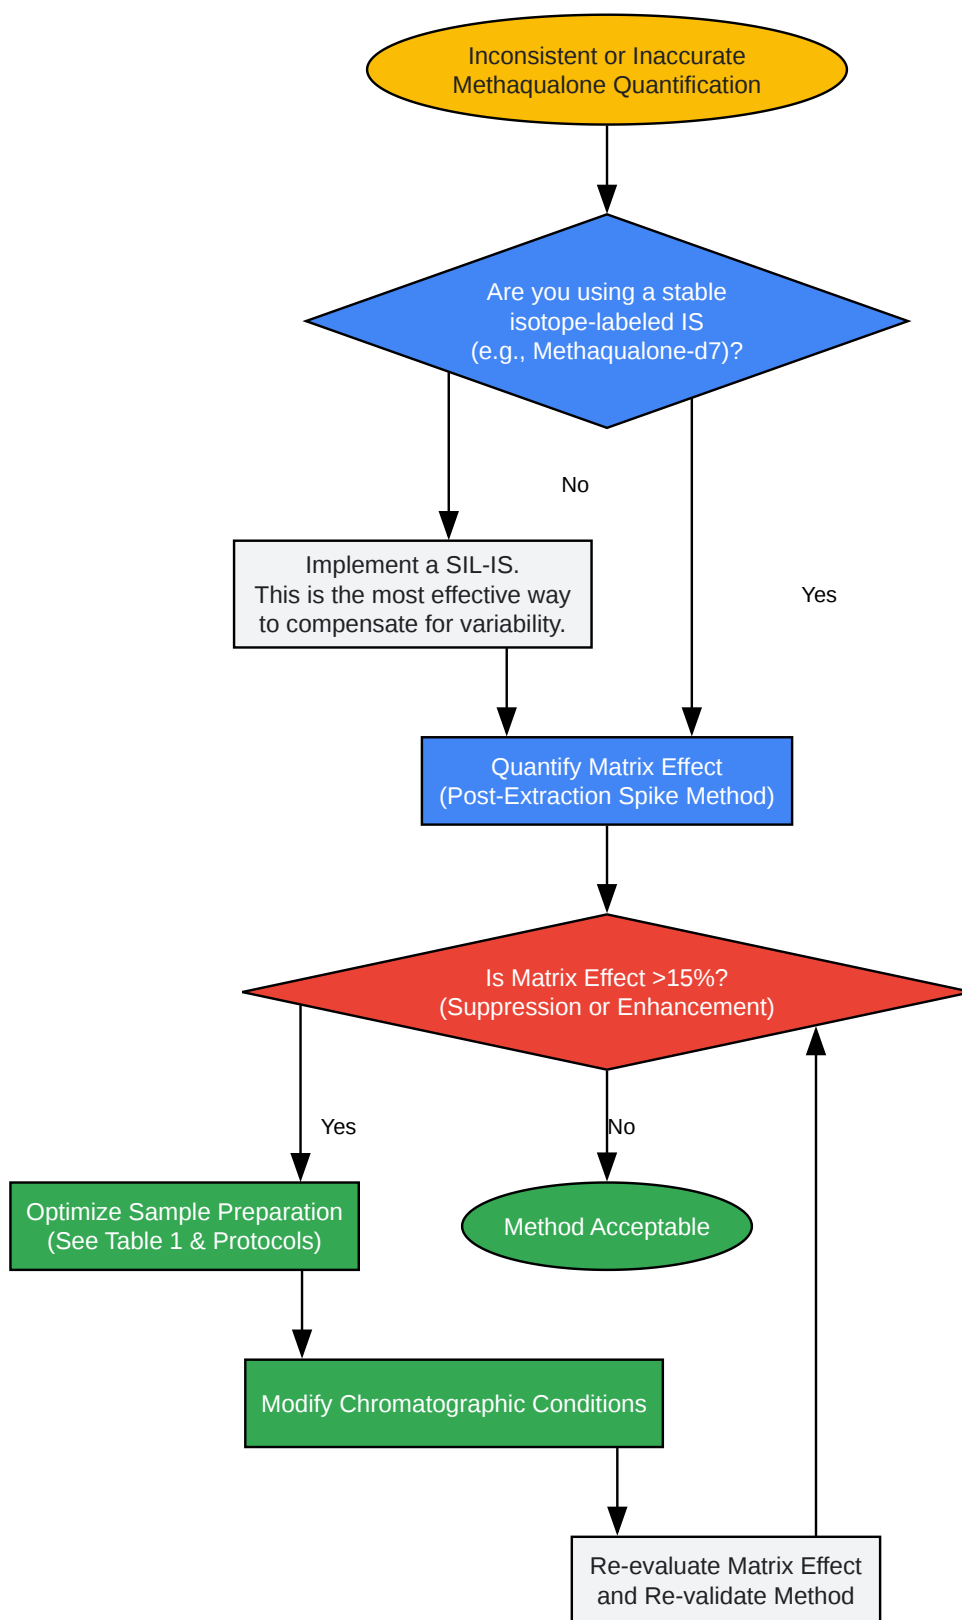 Inconsistent or Inaccurate
Methaqualone Quantification
Are you using a stable
isotope-labeled IS
(e.g., Methaqualone-d7)?
No
Implement a SIL-IS.
This is the most effective way
to compensate for variability.
Yes
Quantify Matrix Effect
(Post-Extraction Spike Method)
Is Matrix Effect >15%?
(Suppression or Enhancement)
Yes
No
Optimize Sample Preparation
(See Table 1 & Protocols)
Method Acceptable
Modify Chromatographic Conditions
Re-evaluate Matrix Effect
and Re-validate Method